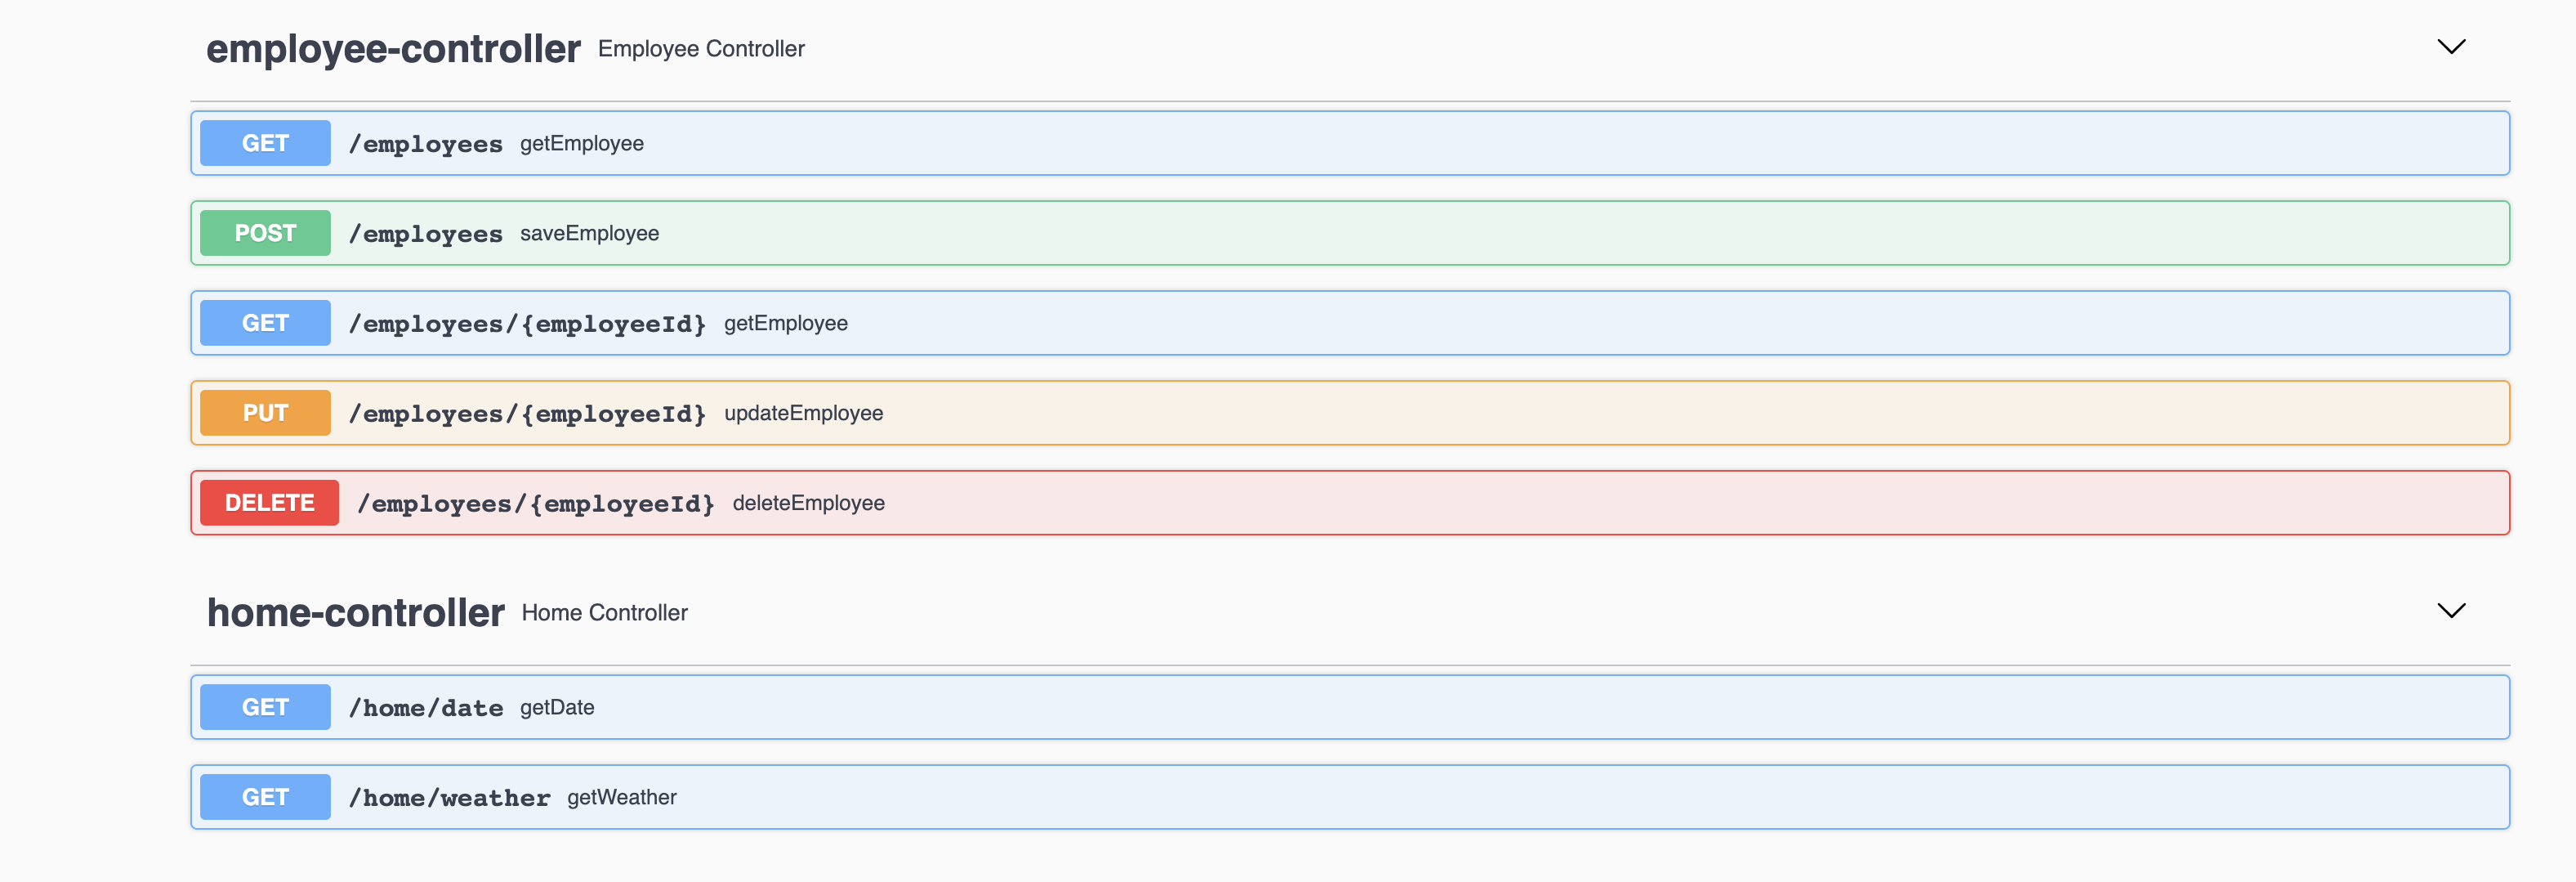 employee-controller Employee Controller
GET /employees getEmployee
POST /employees saveEmployee
GET /employees/{employeeId} getEmployee
PUT /employees/{employeeId} updateEmployee
DELETE /employees/{employeeId} deleteEmployee
home-controller Home Controller
GET /home/date getDate
GET /home/weather getWeather